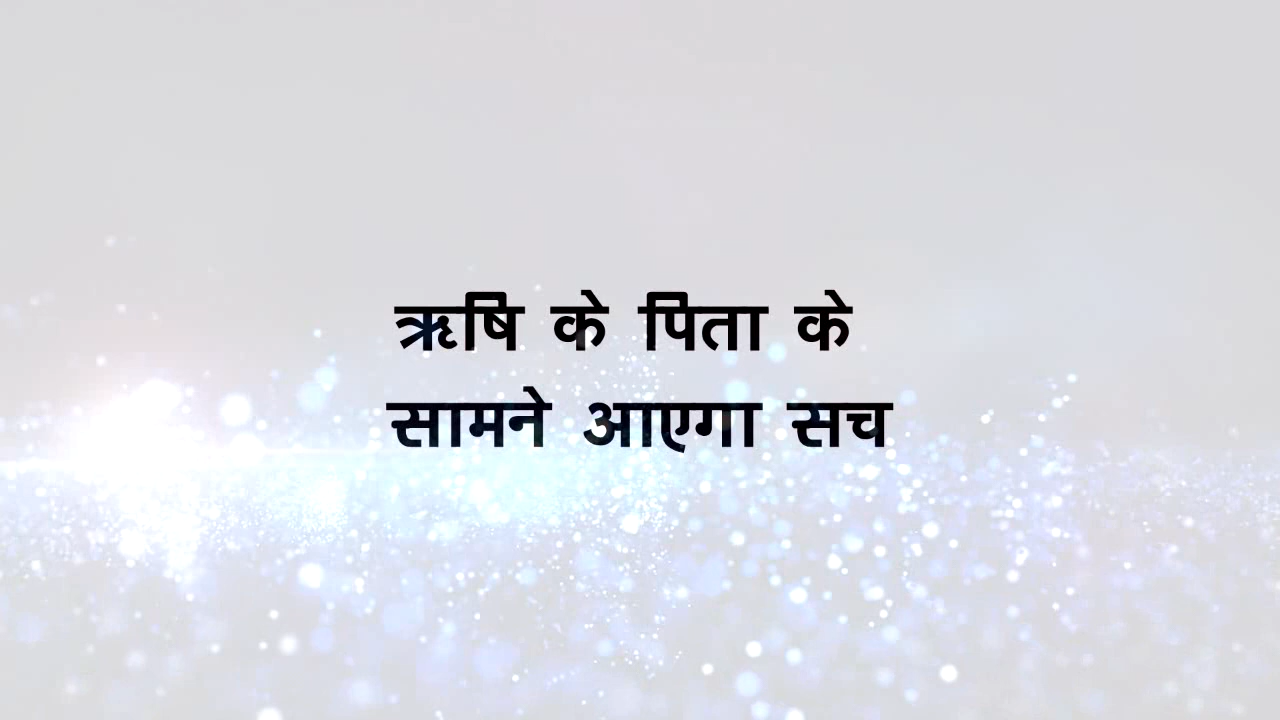 ऋषि के पिता के
सामने आएगा सच